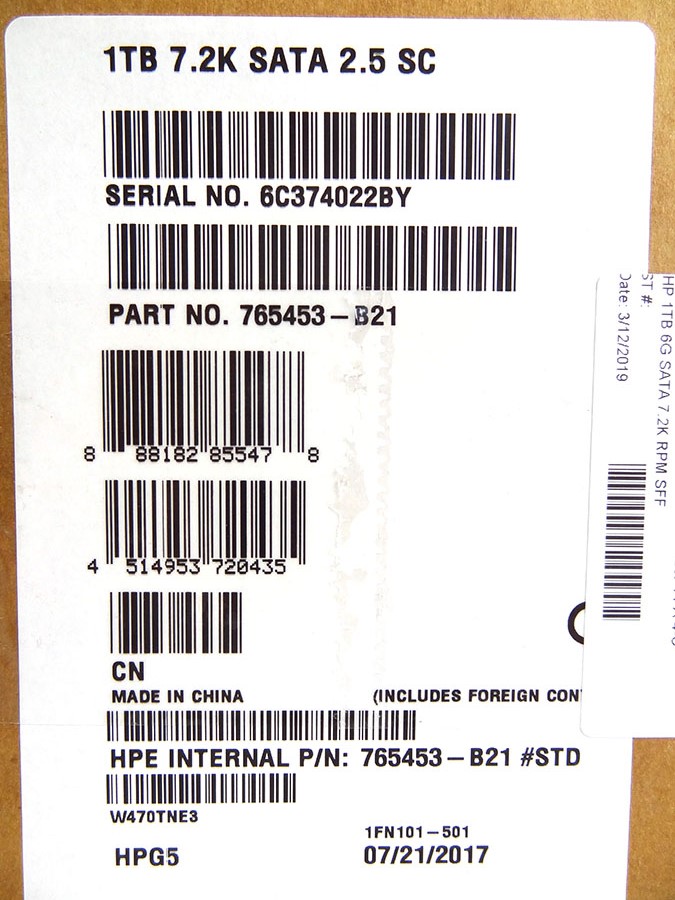 1TB 7.2K SATA 2.5 SC
SERIAL NO. 6C374022BY
PART NO. 765453-B21
8 88182 85547 8
4 514953 720435
CN
MADE IN CHINA
(INCLUDES FOREIGN
HPE INTERNAL P/N: 765453-B21 #STD
W470TNE3
1FN101-501
HPG5
07/21/2017
HP 1TB 6G SATA 7.2K RPM SFF
ST #:
Date: 3/12/2019